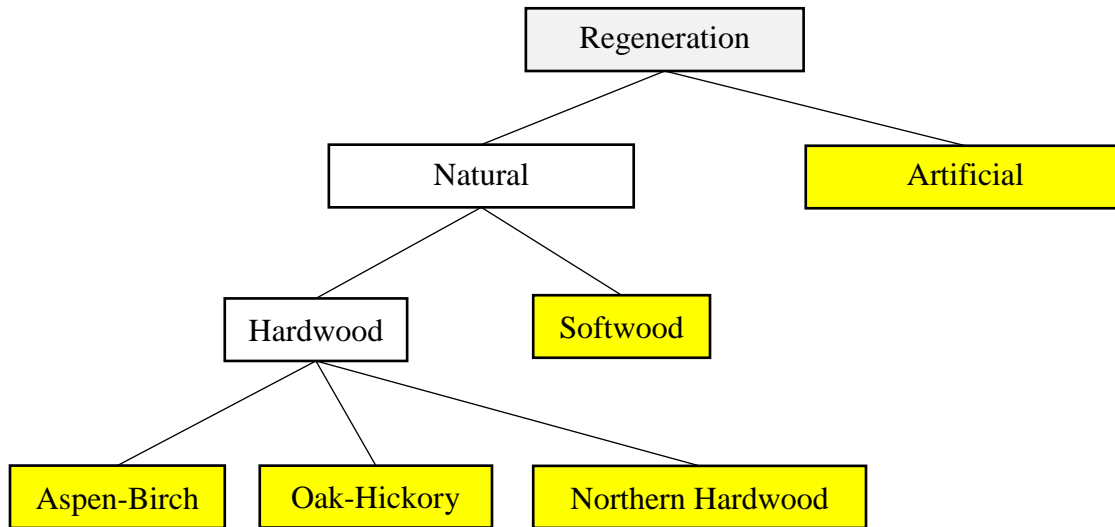 Regeneration
Natural
Artificial
Hardwood
Softwood
Aspen-Birch
Oak-Hickory
Northern Hardwood